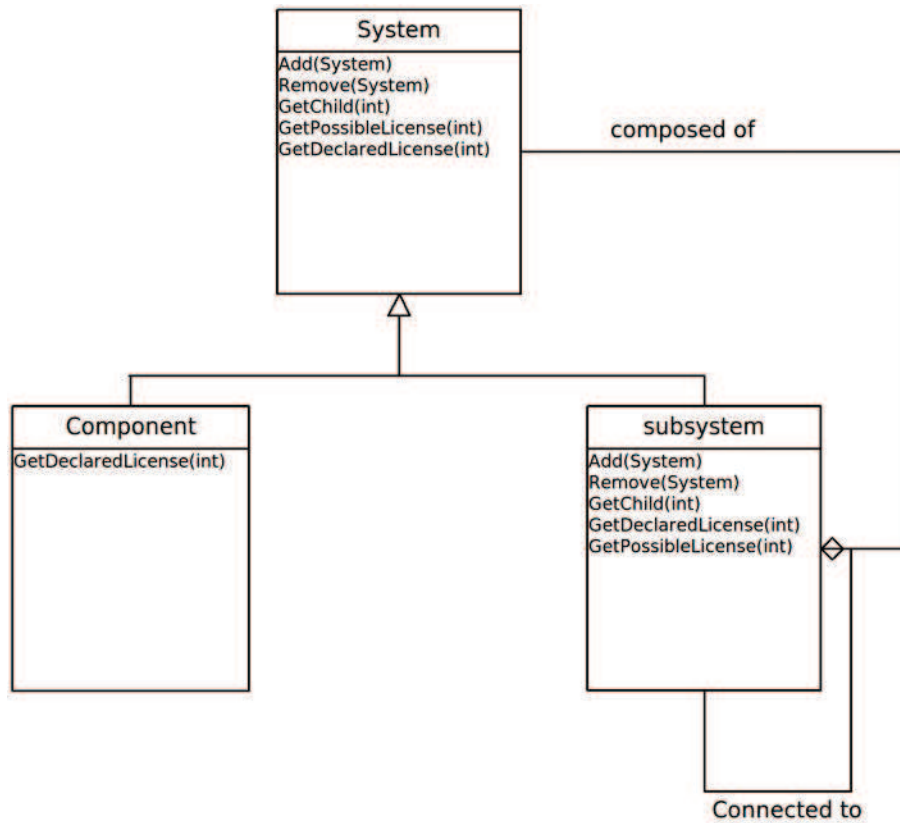 System
Add(System)
Remove(System)
GetChild(int)
GetPossibleLicense(int)
GetDeclaredLicense(int)
composed of
Component
GetDeclaredLicense(int)
subsystem
Add(System)
Remove(System)
GetChild(int)
GetDeclaredLicense(int)
GetPossibleLicense(int)
Connected to